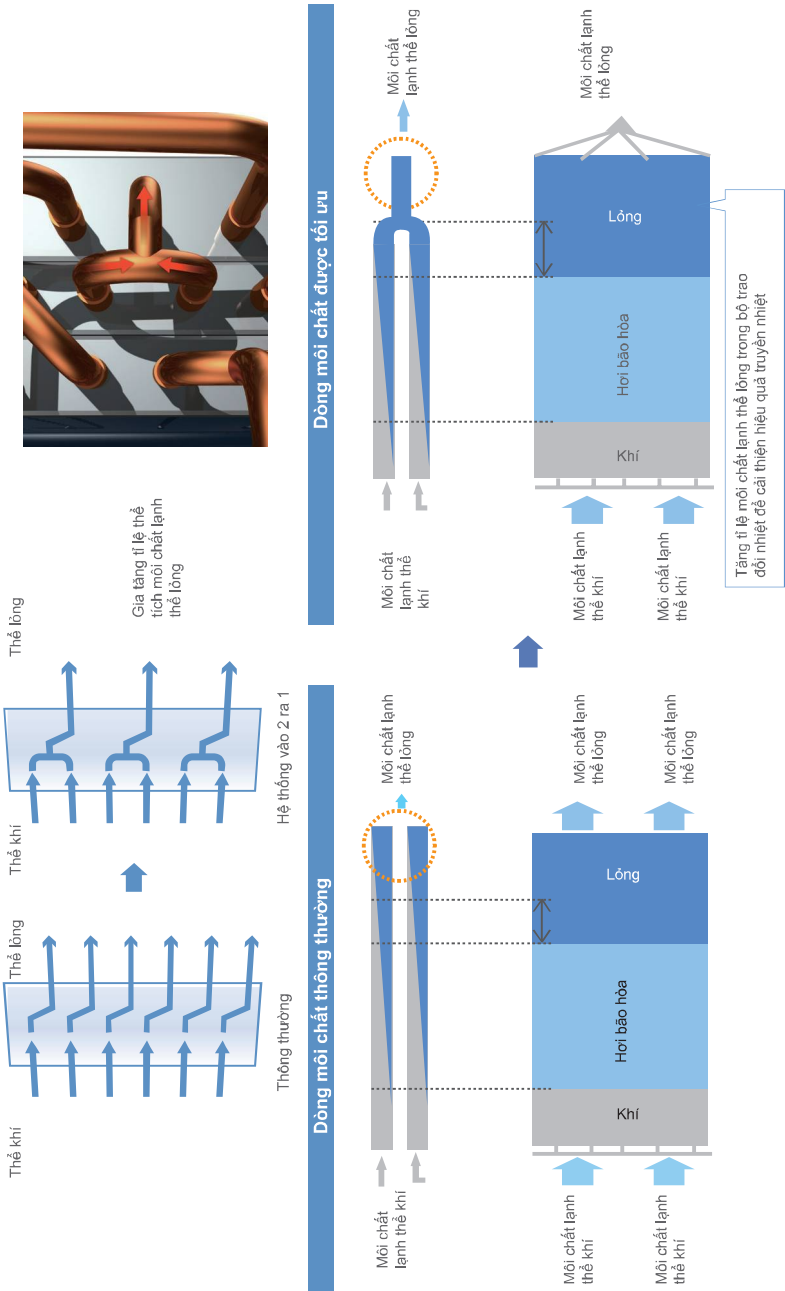 Thể khí
Thể lỏng
Thông thường
Thể khí
Thể lỏng
Hệ thống vào 2 ra 1
Gia tăng tỉ lệ thể
tích môi chất lạnh
thể lỏng
Dòng môi chất thông thường
Môi chất
lạnh thể khí
Môi chất lạnh
thể lỏng
Môi chất lạnh
thể khí
Môi chất lạnh
thể khí
Khí
Hơi bão hòa
Lỏng
Môi chất lạnh
thể lỏng
Môi chất lạnh
thể lỏng
Dòng môi chất được tối ưu
Môi chất
lạnh thể
khí
Môi chất
lạnh thể lỏng
Môi chất lạnh
thể khí
Môi chất lạnh
thể khí
Khí
Hơi bão hòa
Lỏng
Môi chất lạnh
thể lỏng
Tăng tỉ lệ môi chất lạnh thể lỏng trong bộ trao
đổi nhiệt để cải thiện hiệu quả truyền nhiệt